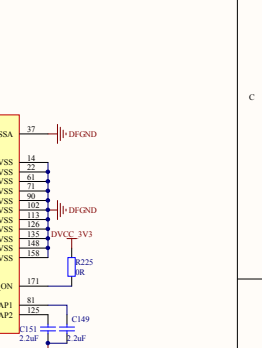 C
SSA 37 DFGND
VSS 14
VSS 22
VSS 61
VSS 71
VSS 90
VSS 102 DFGND
VSS 113
VSS 126
VSS 135 DVCC_3V3
VSS 148
VSS 158
R225
0R
_ON 171
AP1 81
AP2 125 C149
C151
2.2uF 2.2uF